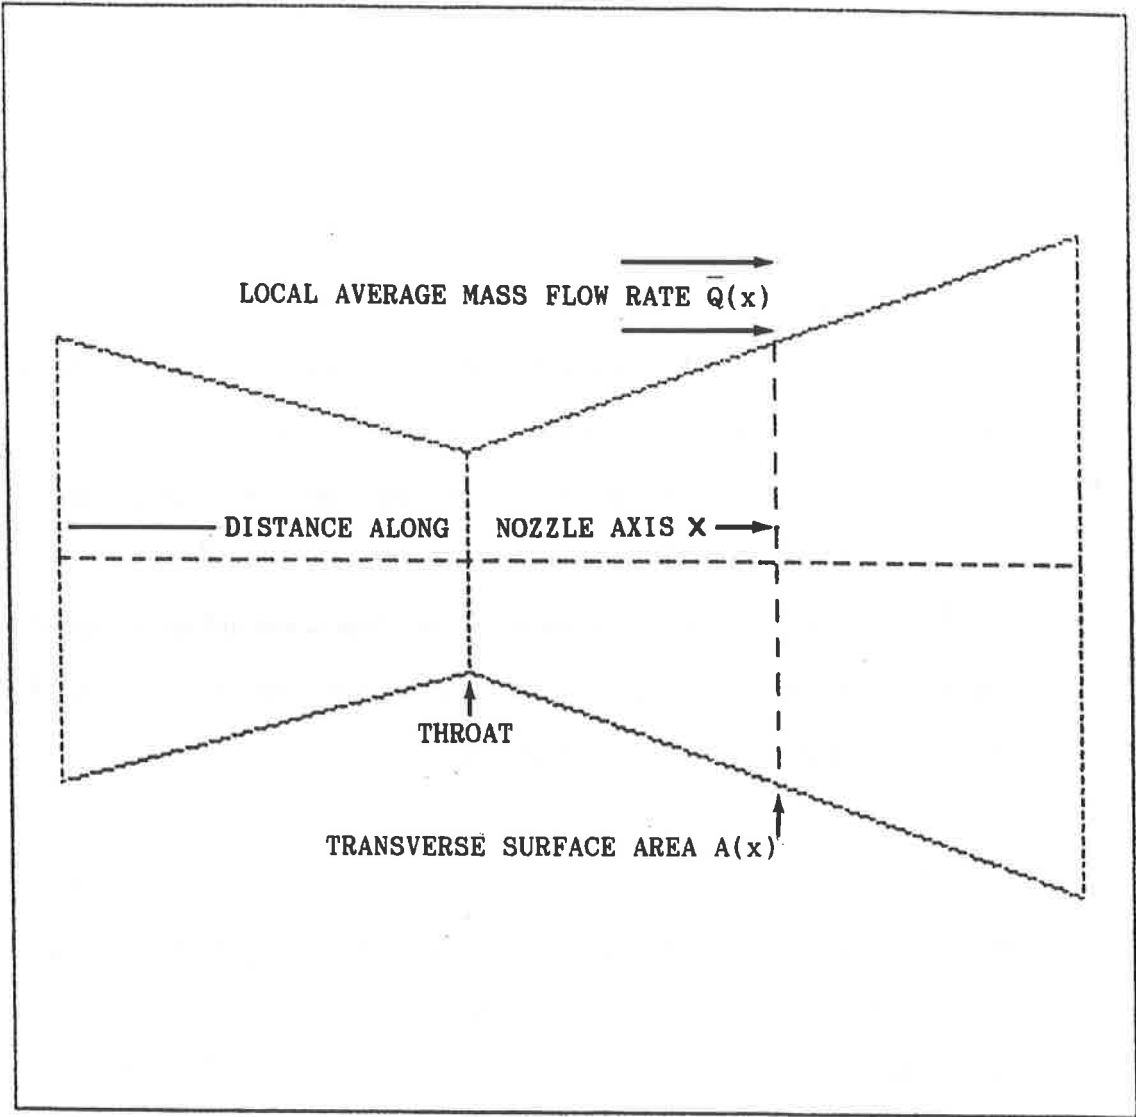 LOCAL AVERAGE MASS FLOW RATE Q̄(x)
DISTANCE ALONG NOZZLE AXIS X
THROAT
TRANSVERSE SURFACE AREA A(x)